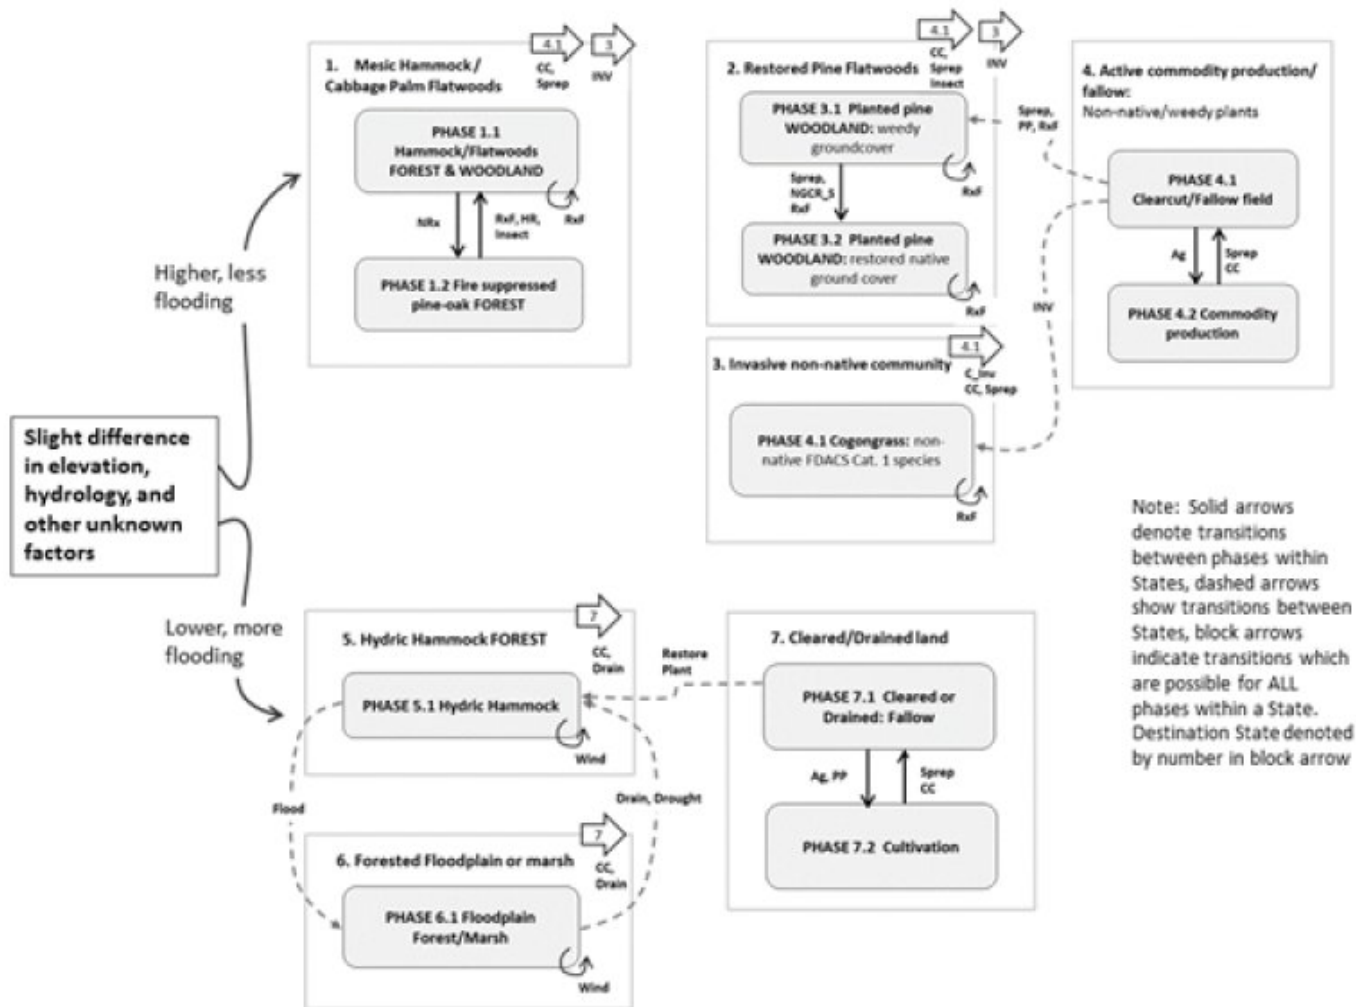 4.1
3
CC,
Sprep
INV
1. Mesic Hammock /
Cabbage Palm Flatwoods
PHASE 1.1
Hammock/Flatwoods
FOREST & WOODLAND
RxF
NRx
RxF, HR,
Insect
PHASE 1.2 Fire suppressed
pine-oak FOREST
4.1
3
CC,
Sprep
Insect
INV
2. Restored Pine Flatwoods
PHASE 3.1 Planted pine
WOODLAND: weedy
groundcover
RxF
Sprep,
NGCR_S
RxF
PHASE 3.2 Planted pine
WOODLAND: restored native
ground cover
RxF
4. Active commodity production/
fallow:
Non-native/weedy plants
Sprep,
PP, RxF
PHASE 4.1
Clearcut/Fallow field
Ag
Sprep
CC
PHASE 4.2 Commodity
production
INV
4.1
3. Invasive non-native community
C_Inv
CC, Sprep
PHASE 4.1 Cogongrass: non-
native FDACS Cat. 1 species
RxF
Higher, less
flooding
Slight difference
in elevation,
hydrology, and
other unknown
factors
Lower, more
flooding
7
5. Hydric Hammock FOREST
CC,
Drain
PHASE 5.1 Hydric Hammock
Wind
Restore
Plant
Flood
Drain, Drought
7
6. Forested Floodplain or marsh
CC,
Drain
PHASE 6.1 Floodplain
Forest/Marsh
Wind
7. Cleared/Drained land
PHASE 7.1 Cleared or
Drained: Fallow
Ag, PP
Sprep
CC
PHASE 7.2 Cultivation
Note: Solid arrows
denote transitions
between phases within
States, dashed arrows
show transitions between
States, block arrows
indicate transitions which
are possible for ALL
phases within a State.
Destination State denoted
by number in block arrow